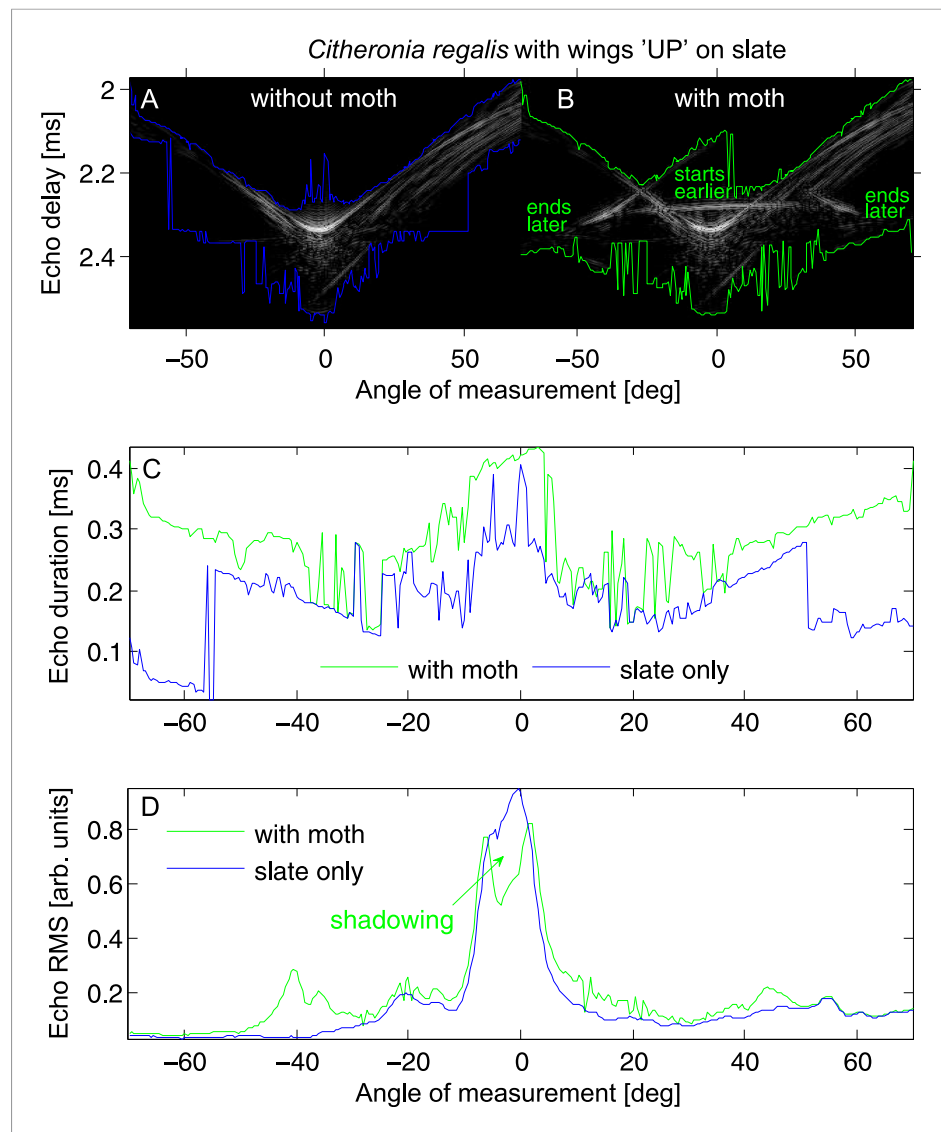 Citheronia regalis with wings 'UP' on slate
A
without moth
B
with moth
starts
earlier
ends
later
ends
later
Echo delay [ms]
2
2.2
2.4
−50
0
50
−50
0
50
Angle of measurement [deg]
C
Echo duration [ms]
0.4
0.3
0.2
0.1
with moth
slate only
−60
−40
−20
0
20
40
60
D
Echo RMS [arb. units]
0.8
0.6
0.4
0.2
with moth
slate only
shadowing
−60
−40
−20
0
20
40
60
Angle of measurement [deg]